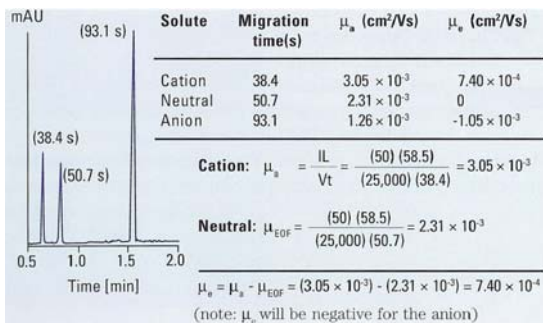 mAU
(93.1 s)
(38.4 s)
(50.7 s)
0.5 1.0 1.5 2.0
Time [min]
Solute Migration time(s) μa (cm²/Vs) μe (cm²/Vs)
Cation 38.4 3.05 × 10⁻³ 7.40 × 10⁻⁴
Neutral 50.7 2.31 × 10⁻³ 0
Anion 93.1 1.26 × 10⁻³ -1.05 × 10⁻³
Cation: μa = lL / Vt = (50) (58.5) / (25,000) (38.4) = 3.05 × 10⁻³
Neutral: μEOF = (50) (58.5) / (25,000) (50.7) = 2.31 × 10⁻³
μe = μa - μEOF = (3.05 × 10⁻³) - (2.31 × 10⁻³) = 7.40 × 10⁻⁴
(note: μe will be negative for the anion)